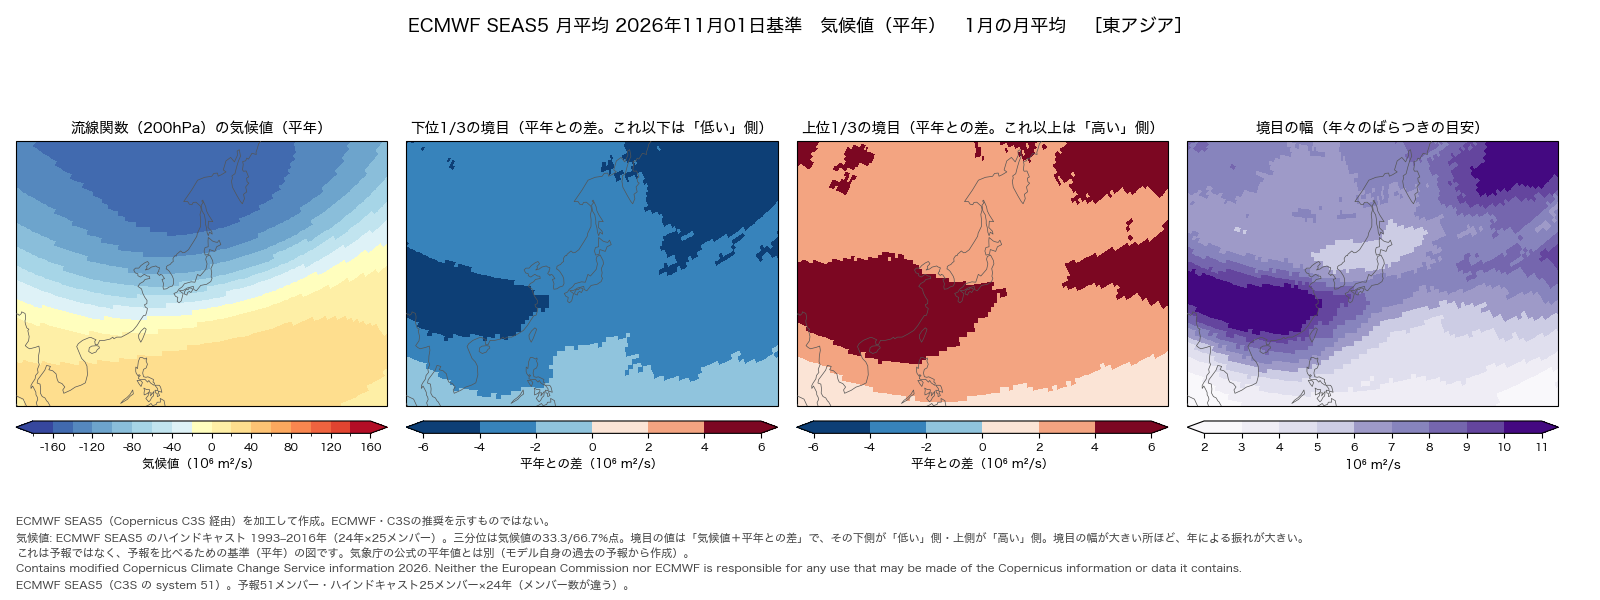 ECMWF SEAS5 月平均 2026年11月01日基準　気候値（平年）　1月の月平均　［東アジア］
流線関数（200hPa）の気候値（平年）
下位1/3の境目（平年との差。これ以下は「低い」側）
上位1/3の境目（平年との差。これ以上は「高い」側）
境目の幅（年々のばらつきの目安）
-160 -120 -80 -40 0 40 80 120 160
気候値（10⁶ m²/s）
-6 -4 -2 0 2 4 6
平年との差（10⁶ m²/s）
-6 -4 -2 0 2 4 6
平年との差（10⁶ m²/s）
2 3 4 5 6 7 8 9 10 11
10⁶ m²/s
ECMWF SEAS5（Copernicus C3S 経由）を加工して作成。ECMWF・C3Sの推奨を示すものではない。
気候値: ECMWF SEAS5 のハインドキャスト 1993–2016年（24年×25メンバー）。三分位は気候値の33.3/66.7%点。境目の値は「気候値＋平年との差」で、その下側が「低い」側・上側が「高い」側。境目の幅が大きい所ほど、年による振れが大きい。
これは予報ではなく、予報を比べるための基準（平年）の図です。気象庁の公式の平年値とは別（モデル自身の過去の予報から作成）。
Contains modified Copernicus Climate Change Service information 2026. Neither the European Commission nor ECMWF is responsible for any use that may be made of the Copernicus information or data it contains.
ECMWF SEAS5（C3S の system 51）。予報51メンバー・ハインドキャスト25メンバー×24年（メンバー数が違う）。